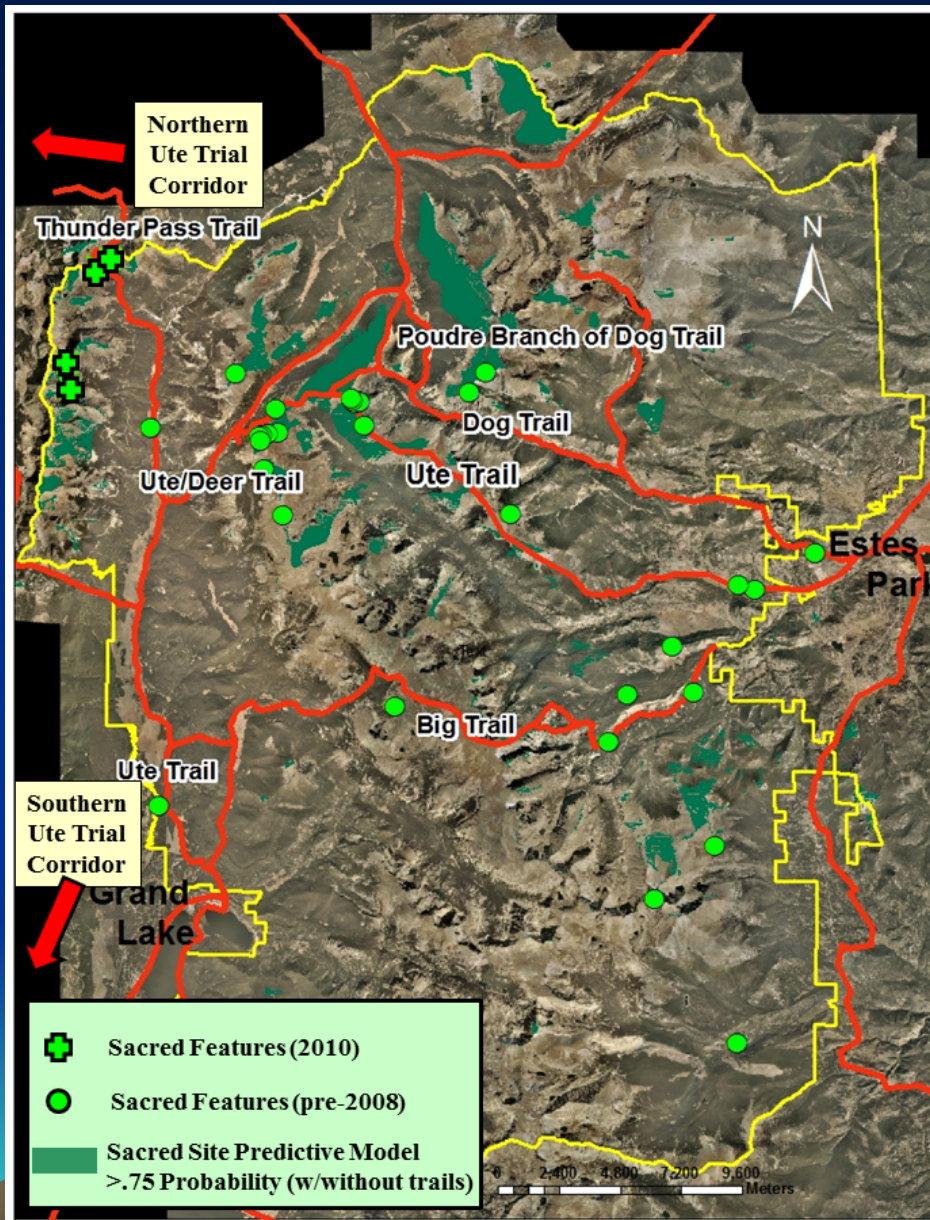 Northern
Ute Trial
Corridor
Thunder Pass Trail
N
Poudre Branch of Dog Trail
Dog Trail
Ute/Deer Trail
Ute Trail
Estes
Park
Big Trail
Ute Trail
Southern
Ute Trial
Corridor
Grand
Lake
Sacred Features (2010)
Sacred Features (pre-2008)
Sacred Site Predictive Model
>.75 Probability (w/without trails)
0 2,400 4,800 7,200 9,600
Meters